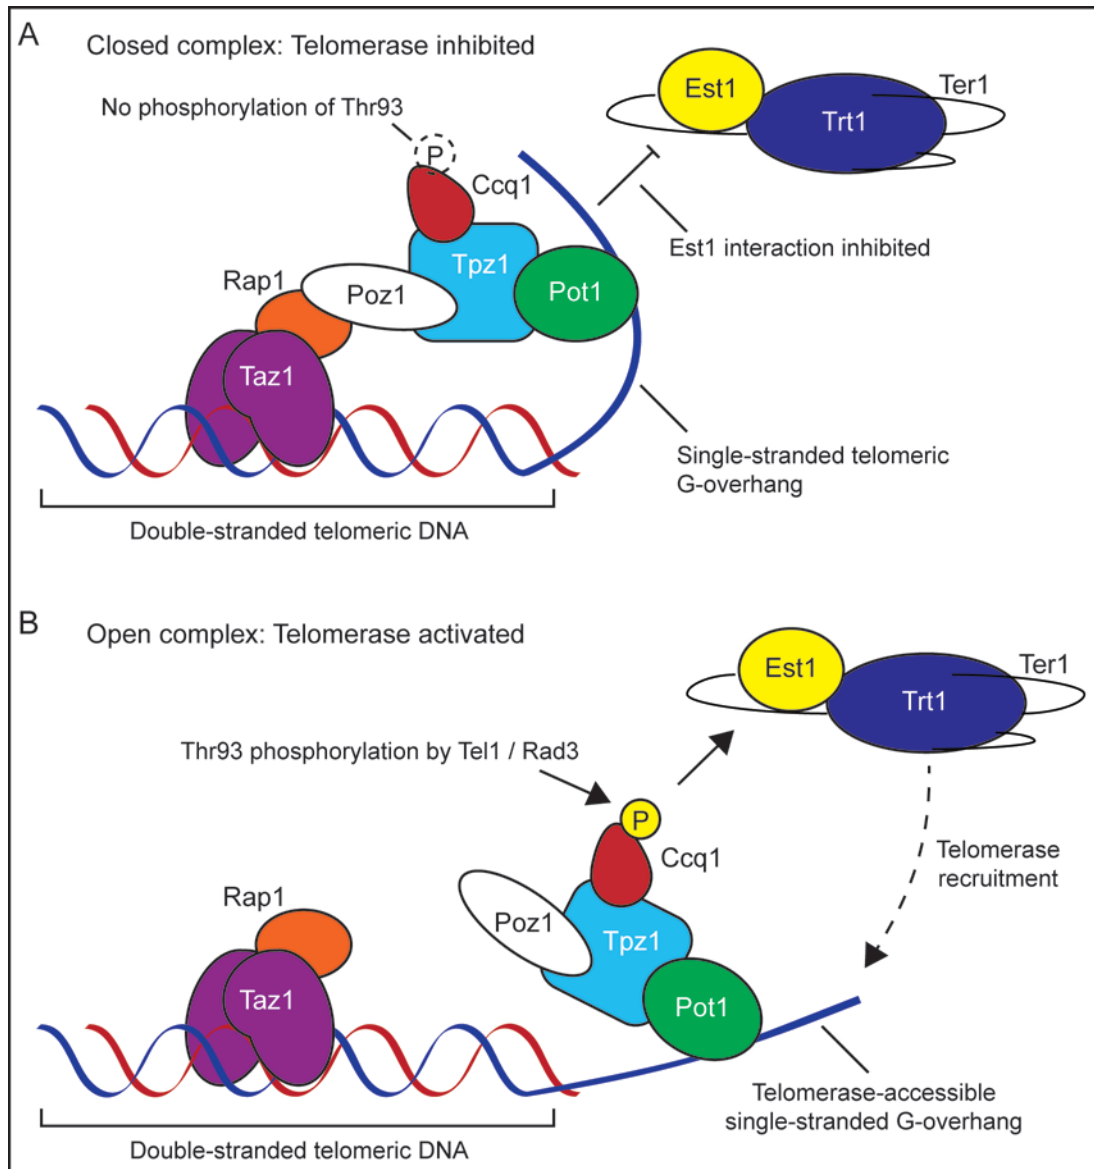 A
Closed complex: Telomerase inhibited
No phosphorylation of Thr93
P
Ccq1
Est1
Ter1
Trt1
Est1 interaction inhibited
Tpz1
Rap1
Poz1
Pot1
Taz1
Single-stranded telomeric
G-overhang
Double-stranded telomeric DNA
B
Open complex: Telomerase activated
Est1
Ter1
Trt1
Thr93 phosphorylation by Tel1 / Rad3
P
Ccq1
Telomerase
recruitment
Rap1
Poz1
Tpz1
Taz1
Pot1
Telomerase-accessible
single-stranded G-overhang
Double-stranded telomeric DNA